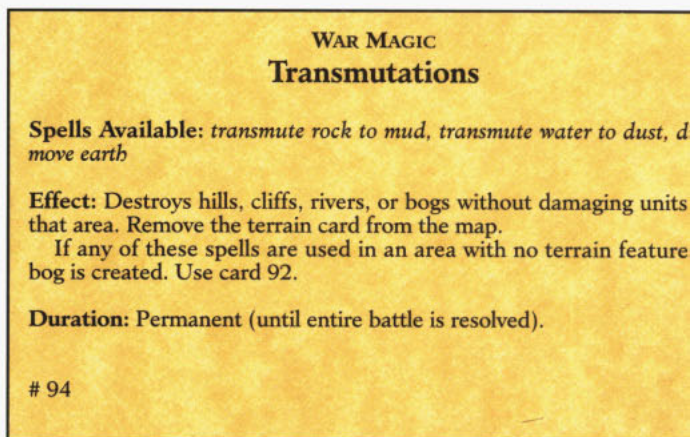 WAR MAGIC
Transmutations
Spells Available: transmute rock to mud, transmute water to dust,
move earth
Effect: Destroys hills, cliffs, rivers, or bogs without damaging units
that area. Remove the terrain card from the map.
If any of these spells are used in an area with no terrain feature
bog is created. Use card 92.
Duration: Permanent (until entire battle is resolved).
# 94